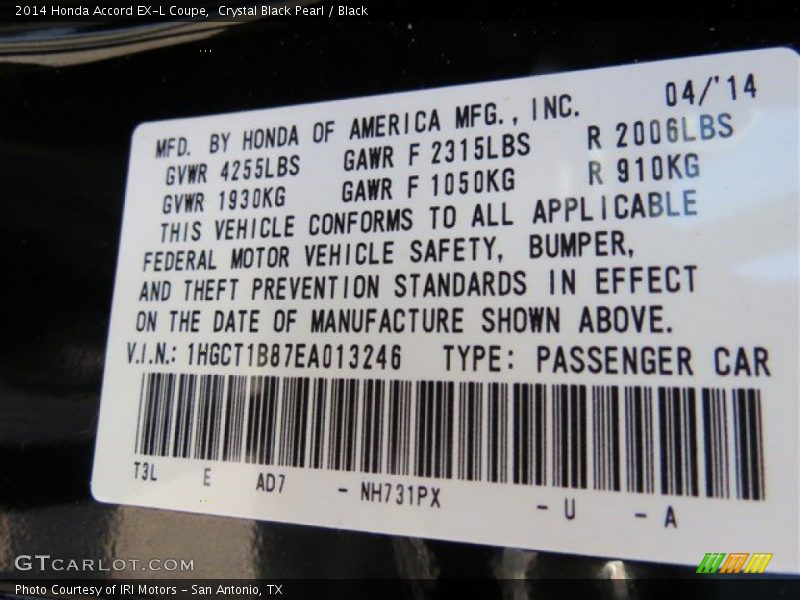 2014 Honda Accord EX-L Coupe,  Crystal Black Pearl / Black
04/'14
MFD. BY HONDA OF AMERICA MFG., INC.
GVWR 4255LBS GAWR F 2315LBS R 2006LBS
GVWR 1930KG GAWR F 1050KG R 910KG
THIS VEHICLE CONFORMS TO ALL APPLICABLE
FEDERAL MOTOR VEHICLE SAFETY, BUMPER,
AND THEFT PREVENTION STANDARDS IN EFFECT
ON THE DATE OF MANUFACTURE SHOWN ABOVE.
V.I.N.: 1HGCT1B87EA013246 TYPE: PASSENGER CAR
T3L E AD7 - NH731PX - U - A
GTCARLOT.COM
Photo Courtesy of IRI Motors - San Antonio, TX